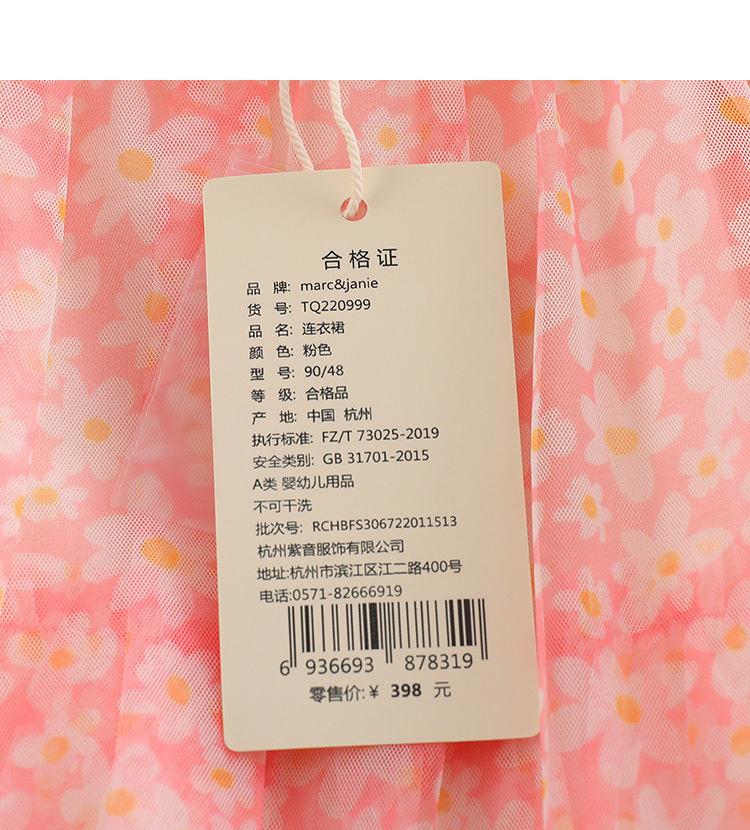 合格证
品 牌: marc&janie
货 号: TQ220999
品 名: 连衣裙
颜 色: 粉色
型 号: 90/48
等 级: 合格品
产 地: 中国 杭州
执行标准: FZ/T 73025-2019
安全类别: GB 31701-2015
A类 婴幼儿用品
不可干洗
批次号: RCHBFS306722011513
杭州紫音服饰有限公司
地址:杭州市滨江区江二路400号
电话:0571-82666919
6 936693 878319
零售价:¥ 398 元